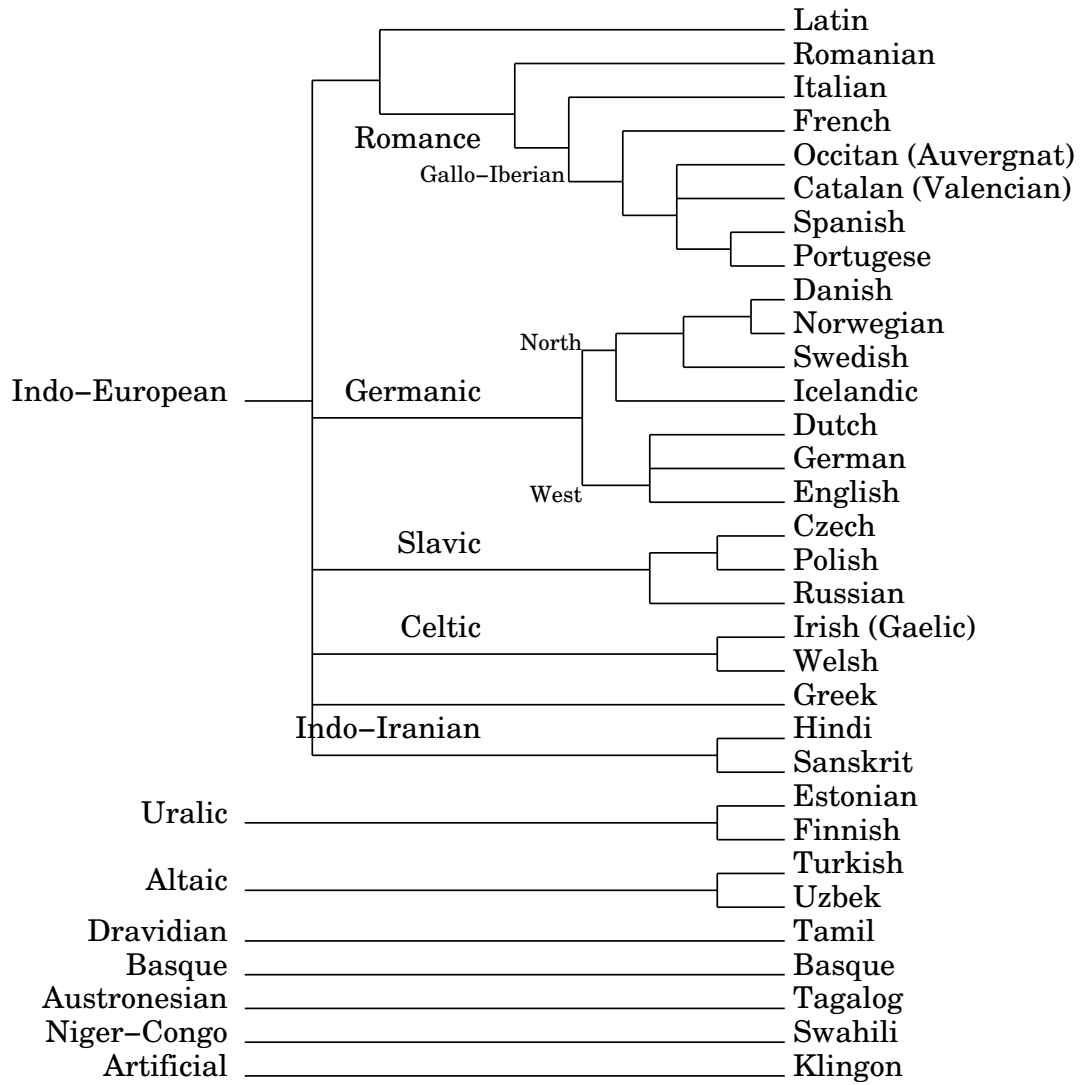 Latin
Romanian
Italian
French
Romance
Occitan (Auvergnat)
Gallo–Iberian
Catalan (Valencian)
Spanish
Portugese
Danish
Norwegian
North
Swedish
Indo–European
Germanic
Icelandic
Dutch
German
West
English
Czech
Slavic
Polish
Russian
Celtic
Irish (Gaelic)
Welsh
Greek
Indo–Iranian
Hindi
Sanskrit
Estonian
Uralic
Finnish
Turkish
Altaic
Uzbek
Dravidian
Tamil
Basque
Basque
Austronesian
Tagalog
Niger–Congo
Swahili
Artificial
Klingon